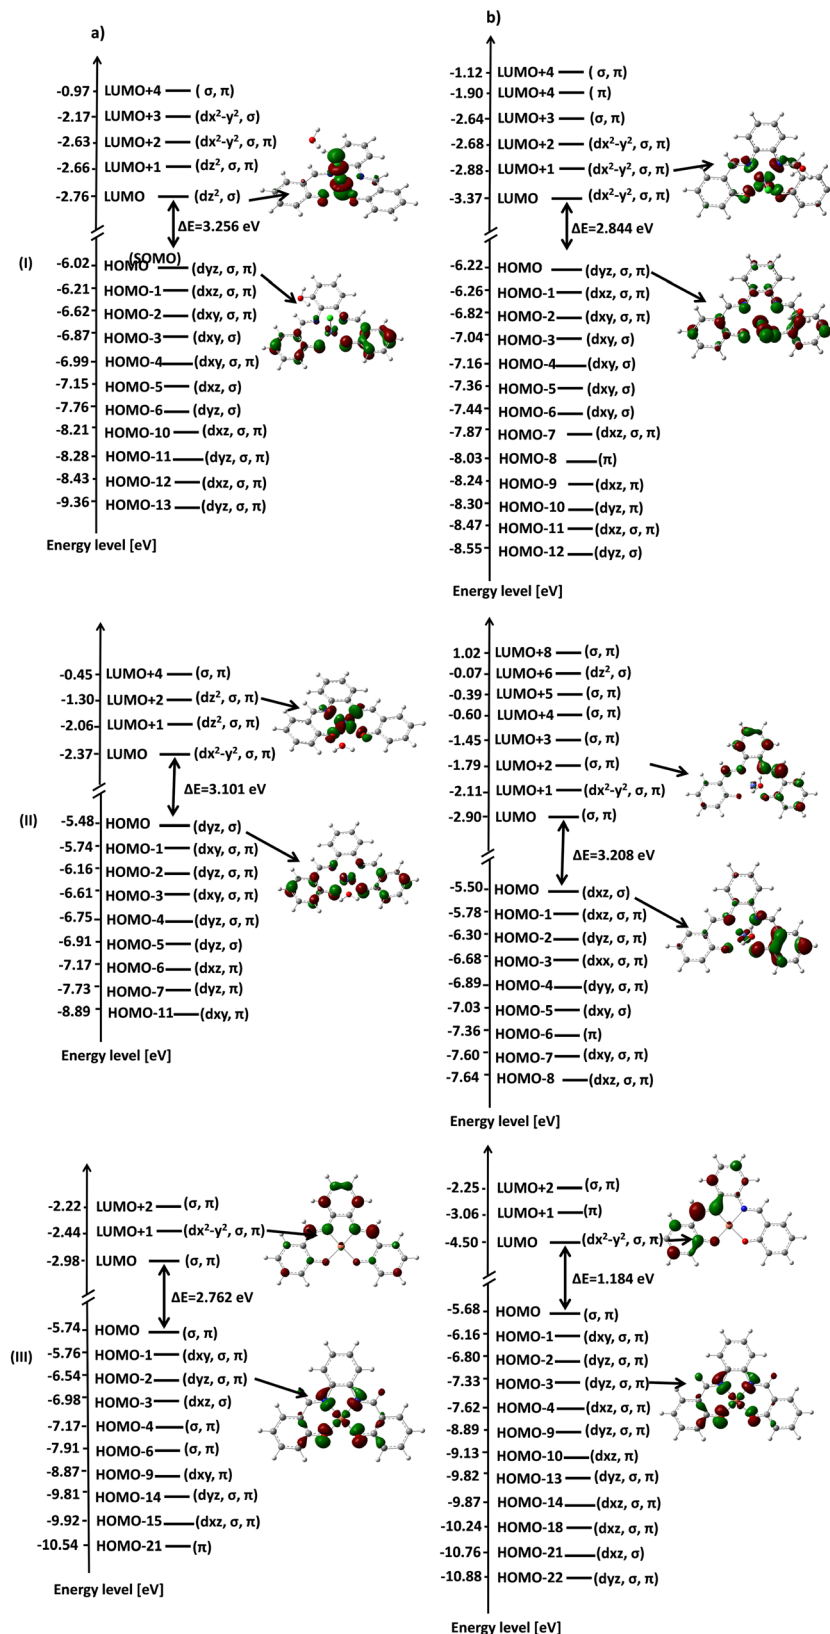 a)
-0.97 LUMO+4 ( σ, π)
-2.17 LUMO+3 (dx²-y², σ)
-2.63 LUMO+2 (dx²-y², σ, π)
-2.66 LUMO+1 (dz², σ, π)
-2.76 LUMO (dz², σ)
ΔE=3.256 eV
(I)
(SOMO)
-6.02 HOMO (dyz, σ, π)
-6.21 HOMO-1 (dxz, σ, π)
-6.62 HOMO-2 (dxy, σ, π)
-6.87 HOMO-3 (dxy, σ)
-6.99 HOMO-4 (dxy, σ, π)
-7.15 HOMO-5 (dxz, σ)
-7.76 HOMO-6 (dyz, σ)
-8.21 HOMO-10 (dxz, σ, π)
-8.28 HOMO-11 (dyz, σ, π)
-8.43 HOMO-12 (dxz, σ, π)
-9.36 HOMO-13 (dyz, σ, π)
Energy level [eV]
b)
-1.12 LUMO+4 ( σ, π)
-1.90 LUMO+4 (π)
-2.64 LUMO+3 (σ, π)
-2.68 LUMO+2 (dx²-y², σ, π)
-2.88 LUMO+1 (dx²-y², σ, π)
-3.37 LUMO (dx²-y², σ, π)
ΔE=2.844 eV
-6.22 HOMO (dyz, σ, π)
-6.26 HOMO-1 (dxz, σ, π)
-6.82 HOMO-2 (dxy, σ, π)
-7.04 HOMO-3 (dxy, σ)
-7.16 HOMO-4 (dxy, σ)
-7.36 HOMO-5 (dxy, σ)
-7.44 HOMO-6 (dxy, σ)
-7.87 HOMO-7 (dxz, σ, π)
-8.03 HOMO-8 (π)
-8.24 HOMO-9 (dxz, π)
-8.30 HOMO-10 (dyz, π)
-8.47 HOMO-11 (dxz, σ, π)
-8.55 HOMO-12 (dyz, σ)
Energy level [eV]
-0.45 LUMO+4 (σ, π)
-1.30 LUMO+2 (dz², σ, π)
-2.06 LUMO+1 (dz², σ, π)
-2.37 LUMO (dx²-y², σ, π)
ΔE=3.101 eV
(II)
-5.48 HOMO (dyz, σ)
-5.74 HOMO-1 (dxy, σ, π)
-6.16 HOMO-2 (dyz, σ, π)
-6.61 HOMO-3 (dxy, σ, π)
-6.75 HOMO-4 (dyz, σ, π)
-6.91 HOMO-5 (dyz, σ)
-7.17 HOMO-6 (dxz, π)
-7.73 HOMO-7 (dyz, π)
-8.89 HOMO-11 (dxy, π)
Energy level [eV]
1.02 LUMO+8 (σ, π)
-0.07 LUMO+6 (dz², σ)
-0.39 LUMO+5 (σ, π)
-0.60 LUMO+4 (σ, π)
-1.45 LUMO+3 (σ, π)
-1.79 LUMO+2 (σ, π)
-2.11 LUMO+1 (dx²-y², σ, π)
-2.90 LUMO (σ, π)
ΔE=3.208 eV
-5.50 HOMO (dxz, σ)
-5.78 HOMO-1 (dxz, σ, π)
-6.30 HOMO-2 (dyz, σ, π)
-6.68 HOMO-3 (dxx, σ, π)
-6.89 HOMO-4 (dyy, σ, π)
-7.03 HOMO-5 (dxy, σ)
-7.36 HOMO-6 (π)
-7.60 HOMO-7 (dxy, σ, π)
-7.64 HOMO-8 (dxz, σ, π)
Energy level [eV]
-2.22 LUMO+2 (σ, π)
-2.44 LUMO+1 (dx²-y², σ, π)
-2.98 LUMO (σ, π)
ΔE=2.762 eV
(III)
-5.74 HOMO (σ, π)
-5.76 HOMO-1 (dxy, σ, π)
-6.54 HOMO-2 (dyz, σ, π)
-6.98 HOMO-3 (dxz, σ)
-7.17 HOMO-4 (σ, π)
-7.91 HOMO-6 (σ, π)
-8.87 HOMO-9 (dxy, π)
-9.81 HOMO-14 (dyz, σ, π)
-9.92 HOMO-15 (dxz, σ, π)
-10.54 HOMO-21 (π)
Energy level [eV]
-2.25 LUMO+2 (σ, π)
-3.06 LUMO+1 (π)
-4.50 LUMO (dx²-y², σ, π)
ΔE=1.184 eV
-5.68 HOMO (σ, π)
-6.16 HOMO-1 (dxy, σ, π)
-6.80 HOMO-2 (dyz, σ, π)
-7.33 HOMO-3 (dyz, σ, π)
-7.62 HOMO-4 (dxz, σ, π)
-8.89 HOMO-9 (dyz, σ, π)
-9.13 HOMO-10 (dxz, π)
-9.82 HOMO-13 (dyz, σ, π)
-9.87 HOMO-14 (dxz, σ, π)
-10.24 HOMO-18 (dxz, σ, π)
-10.76 HOMO-21 (dxz, σ)
-10.88 HOMO-22 (dyz, σ, π)
Energy level [eV]